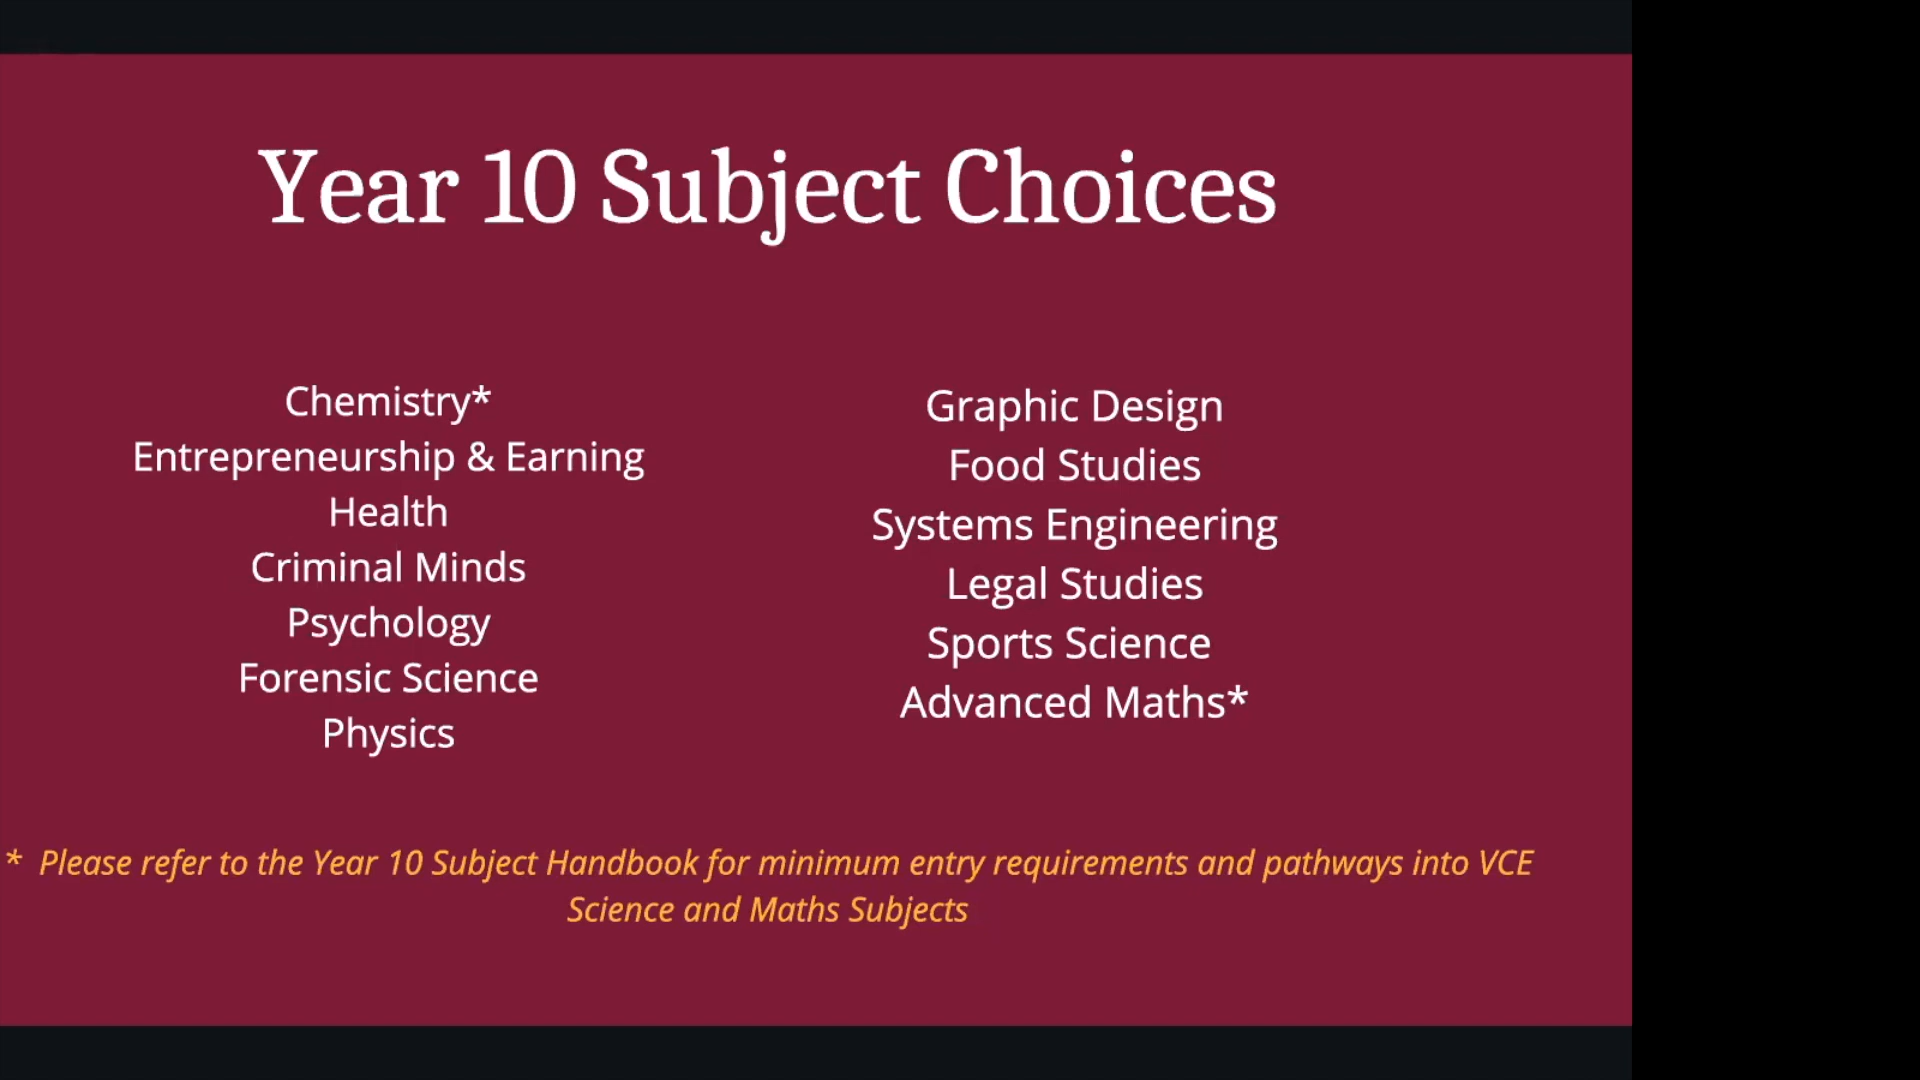 Year 10 Subject Choices
Chemistry*
Entrepreneurship & Earning
Health
Criminal Minds
Psychology
Forensic Science
Physics
Graphic Design
Food Studies
Systems Engineering
Legal Studies
Sports Science
Advanced Maths*
* Please refer to the Year 10 Subject Handbook for minimum entry requirements and pathways into VCE
Science and Maths Subjects